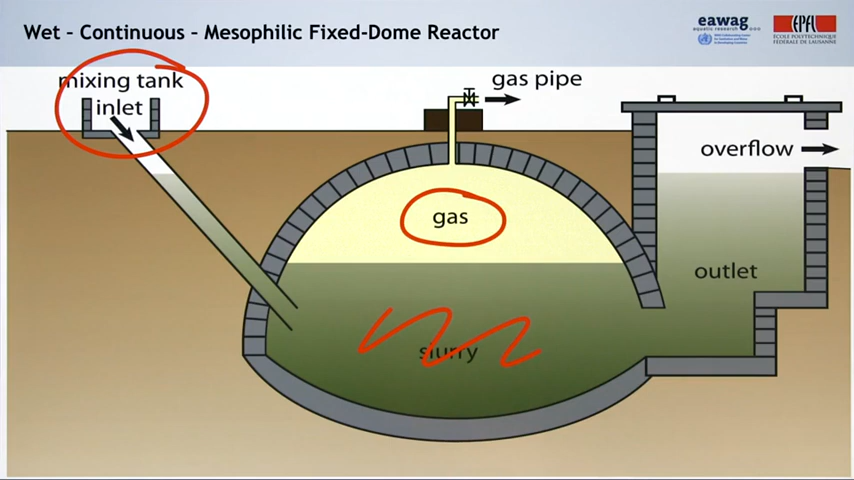 Wet – Continuous – Mesophilic Fixed-Dome Reactor
eawag
aquatic research
EPFL
ÉCOLE POLYTECHNIQUE
FÉDÉRALE DE LAUSANNE
mixing tank
inlet
gas pipe
overflow
gas
outlet
slurry